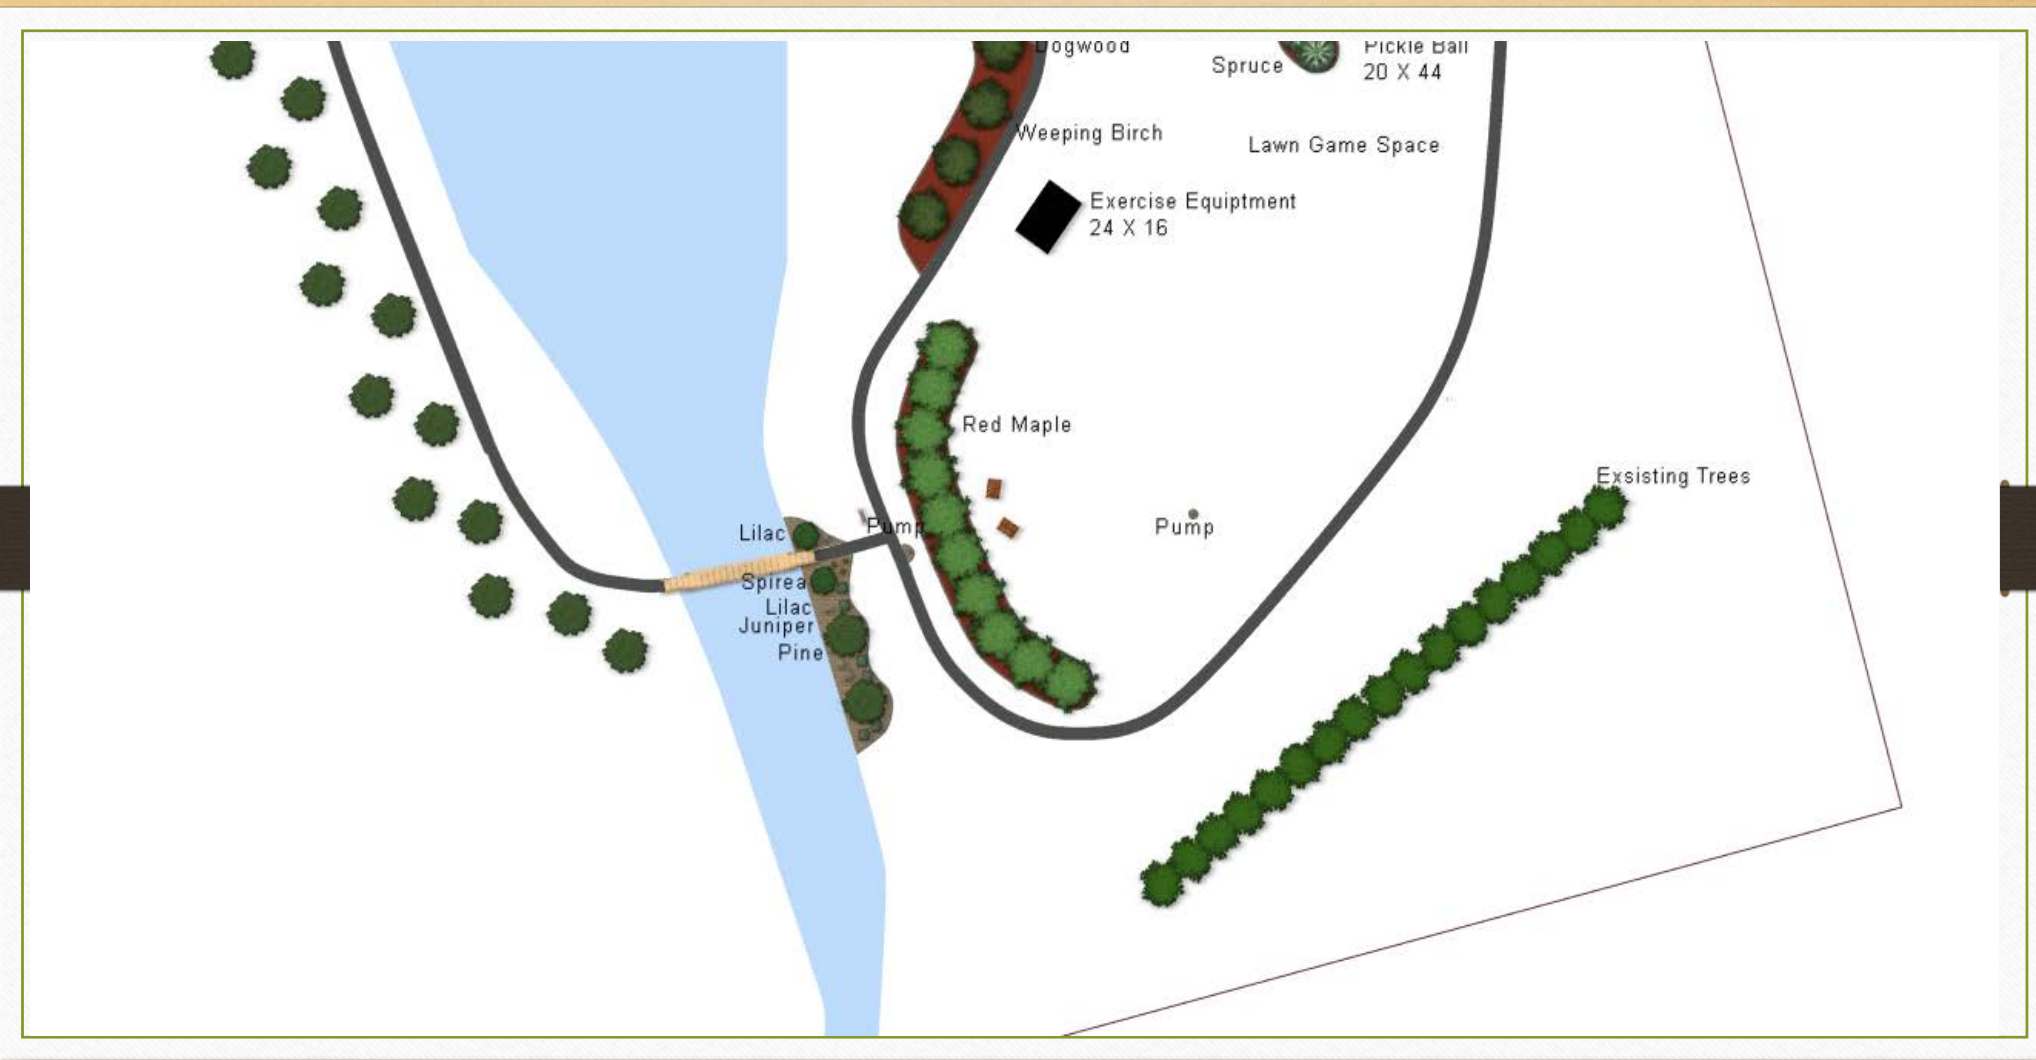 Dogwood
Pickle Ball
Spruce
20 X 44
Weeping Birch
Lawn Game Space
Exercise Equiptment
24 X 16
Red Maple
Exsisting Trees
Lilac
Pump
Pump
Spirea
Lilac
Juniper
Pine